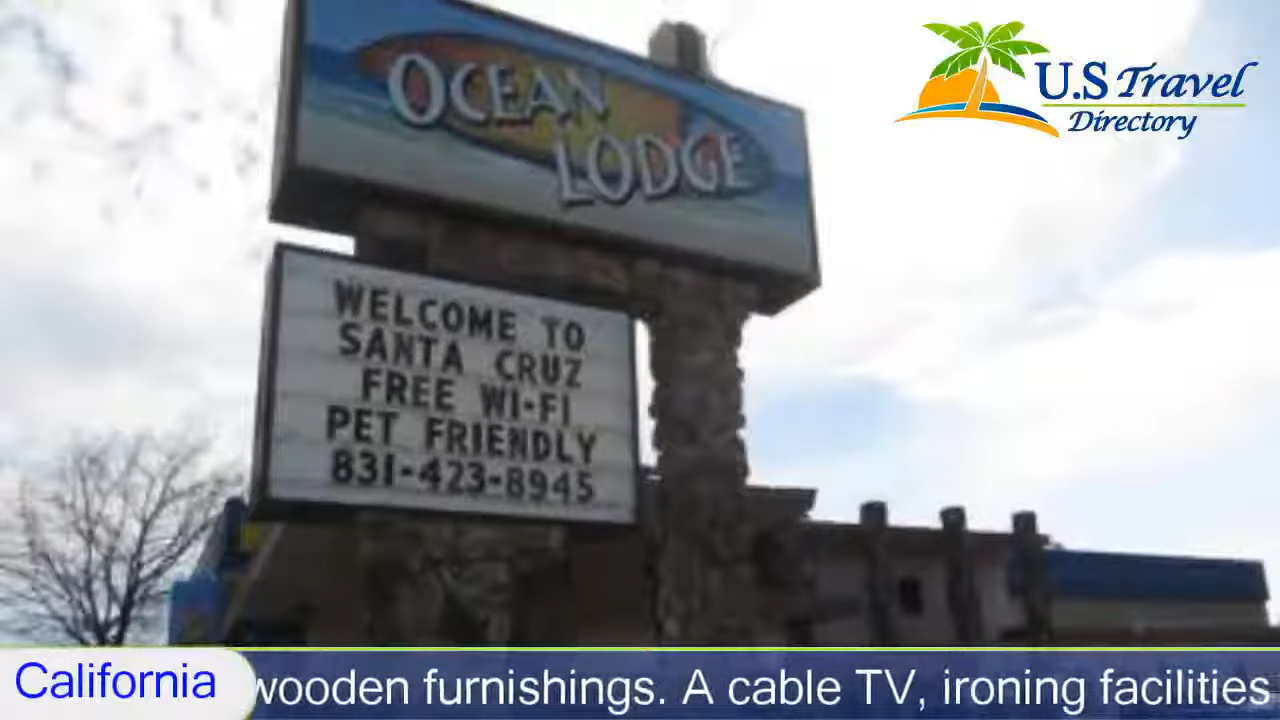 OCEAN
LODGE
U.S Travel
Directory
WELCOME TO
SANTA CRUZ
FREE WI-FI
PET FRIENDLY
831-423-8945
California
wooden furnishings. A cable TV, ironing facilities